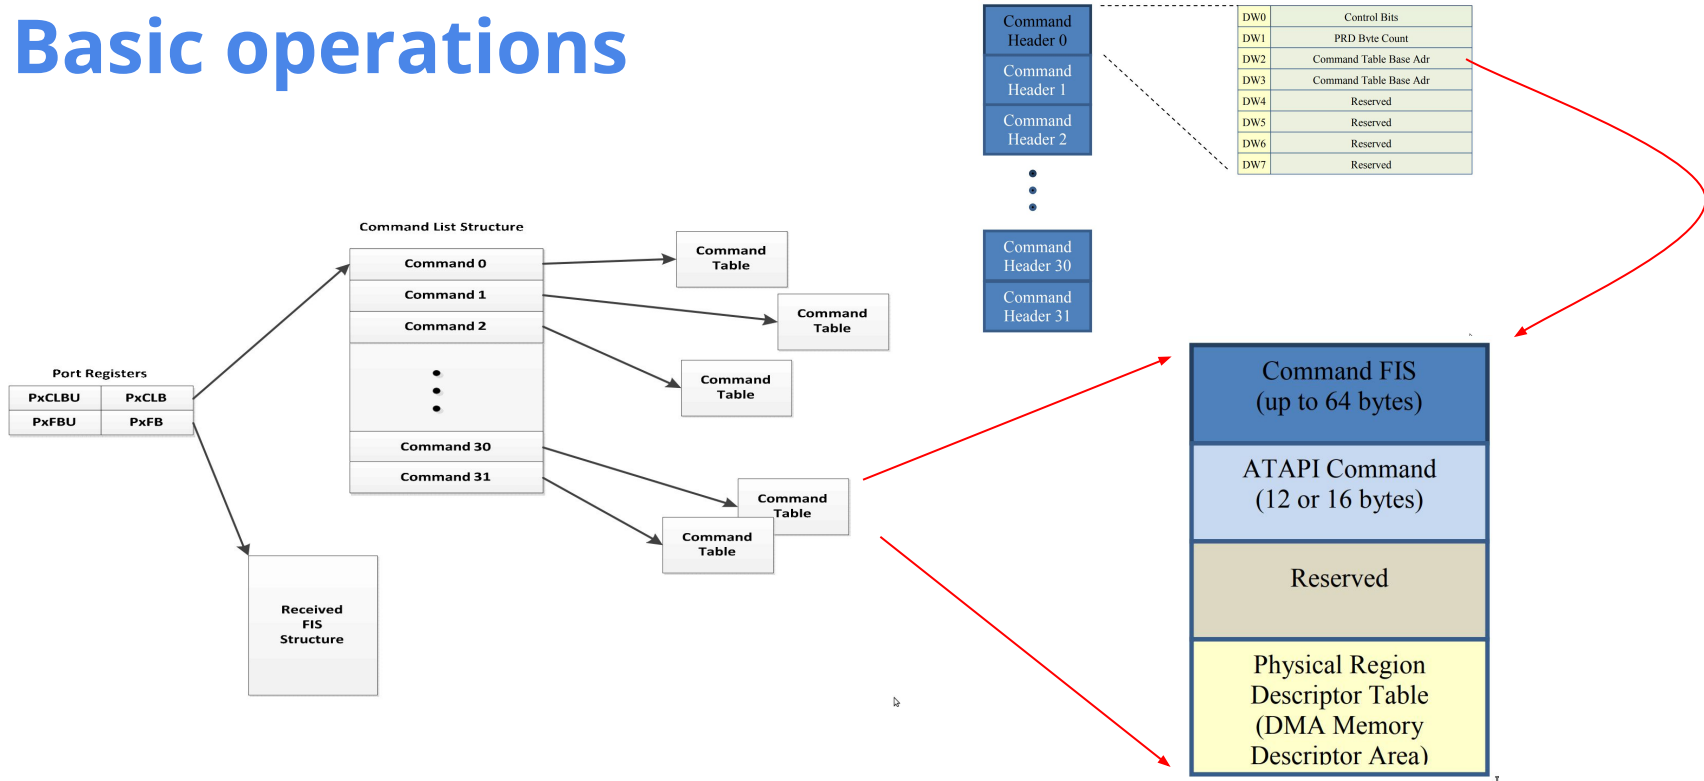 Basic operations
Command
Header 0
Command
Header 1
Command
Header 2
Command
Header 30
Command
Header 31
DW0 Control Bits
DW1 PRD Byte Count
DW2 Command Table Base Adr
DW3 Command Table Base Adr
DW4 Reserved
DW5 Reserved
DW6 Reserved
DW7 Reserved
Command List Structure
Command 0
Command 1
Command 2
Command 30
Command 31
Command
Table
Command
Table
Command
Table
Command
Table
Command
Table
Port Registers
PxCLBU PxCLB
PxFBU PxFB
Received
FIS
Structure
Command FIS
(up to 64 bytes)
ATAPI Command
(12 or 16 bytes)
Reserved
Physical Region
Descriptor Table
(DMA Memory
Descriptor Area)